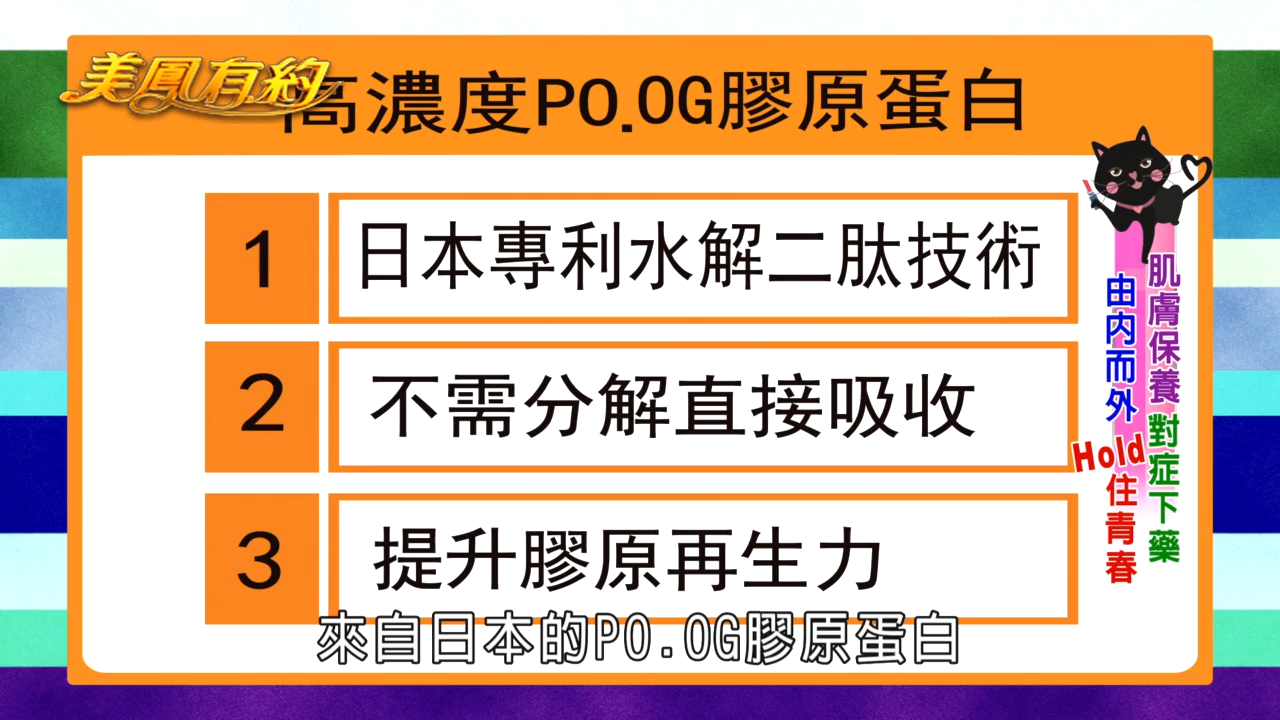 美鳳有約
高濃度PO.OG膠原蛋白
1 日本專利水解二肽技術
2 不需分解直接吸收
3 提升膠原再生力
肌膚保養 對症下藥
由內而外 Hold住青春
來自日本的PO.OG膠原蛋白